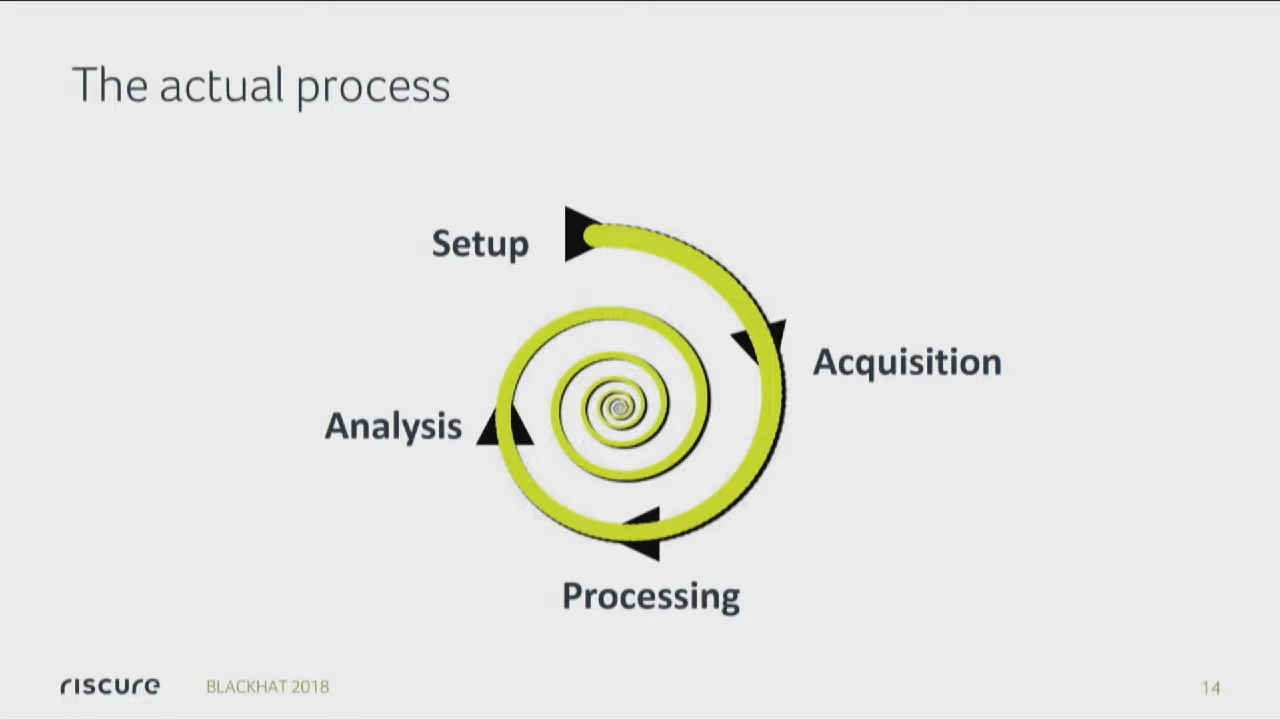 The actual process
Setup
Acquisition
Analysis
Processing
riscure BLACKHAT 2018 14